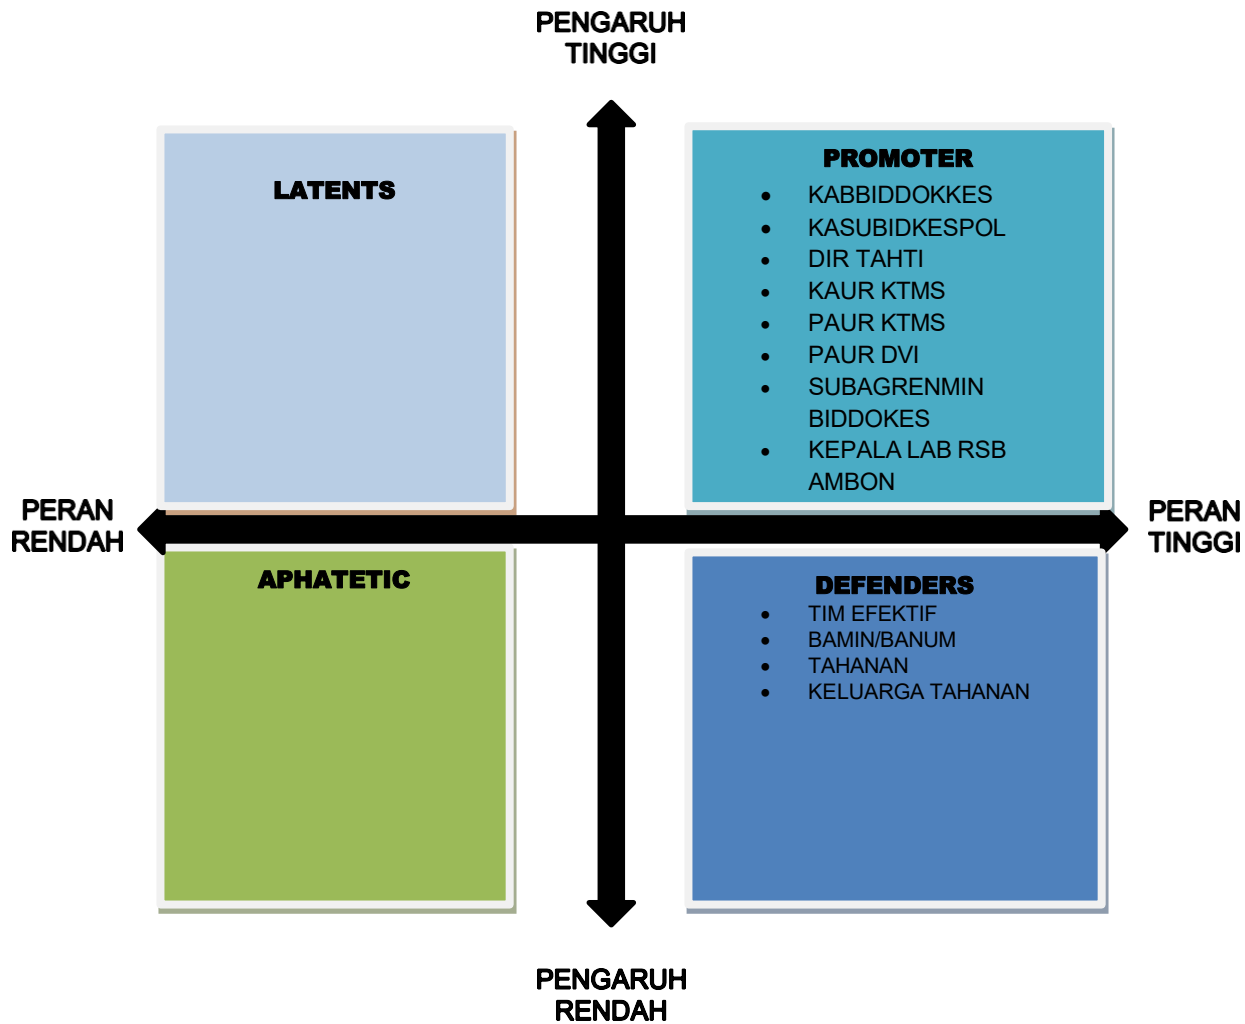 PENGARUH
TINGGI
LATENTS
PROMOTER
• KABBIDDOKKES
• KASUBIDKESPOL
• DIR TAHTI
• KAUR KTMS
• PAUR KTMS
• PAUR DVI
• SUBAGRENMIN
BIDDOKES
• KEPALA LAB RSB
AMBON
PERAN
RENDAH
PERAN
TINGGI
APHATETIC
DEFENDERS
• TIM EFEKTIF
• BAMIN/BANUM
• TAHANAN
• KELUARGA TAHANAN
PENGARUH
RENDAH